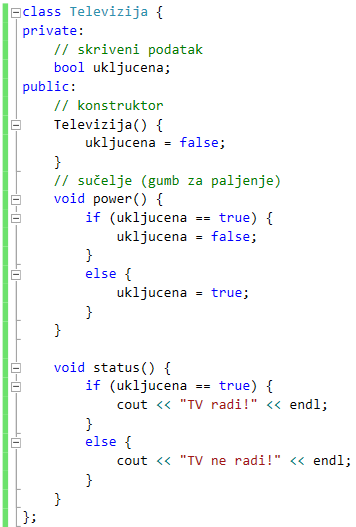 class Televizija {
private:
    // skriveni podatak
    bool ukljucena;
public:
    // konstruktor
    Televizija() {
        ukljucena = false;
    }
    // sučelje (gumb za paljenje)
    void power() {
        if (ukljucena == true) {
            ukljucena = false;
        }
        else {
            ukljucena = true;
        }
    }

    void status() {
        if (ukljucena == true) {
            cout << "TV radi!" << endl;
        }
        else {
            cout << "TV ne radi!" << endl;
        }
    }
};